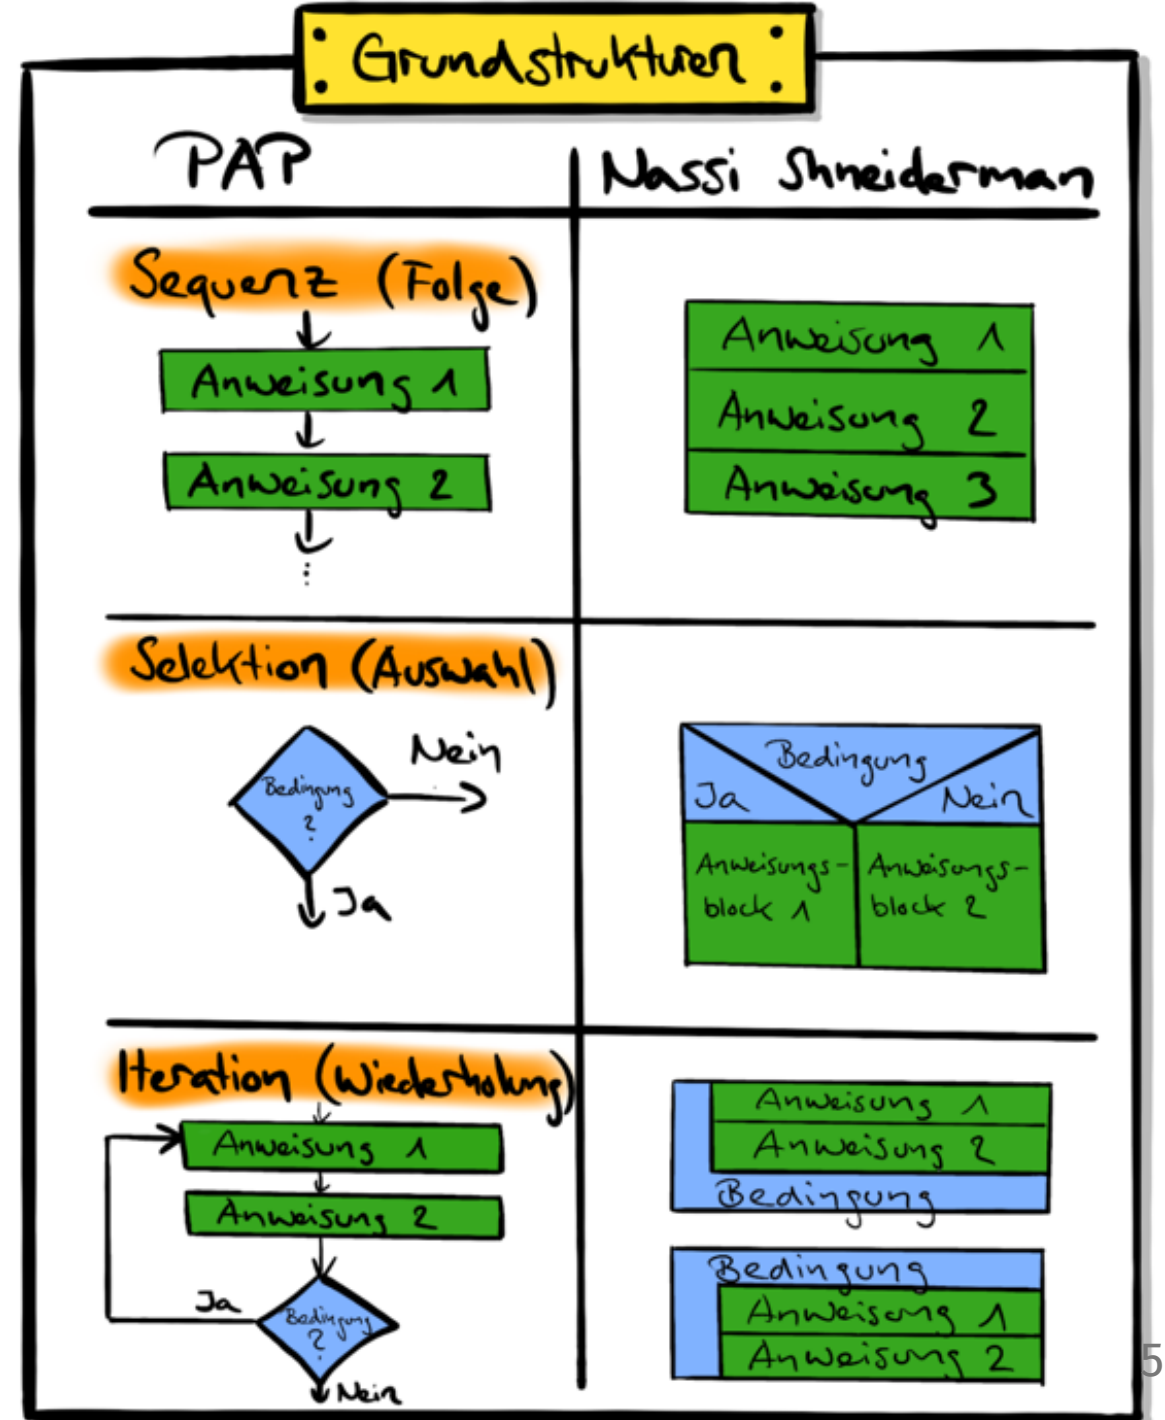 Grundstrukturen
PAP
Nassi Shneiderman
Sequenz (Folge)
Anweisung 1
Anweisung 2
...
Anweisung 1
Anweisung 2
Anweisung 3
Selektion (Auswahl)
Bedingung
?
Nein
Ja
Bedingung
Ja
Nein
Anweisungs-
block 1
Anweisungs-
block 2
Iteration (Wiederholung)
Anweisung 1
Anweisung 2
Ja
Bedingung
?
Nein
Anweisung 1
Anweisung 2
Bedingung
Bedingung
Anweisung 1
Anweisung 2
5